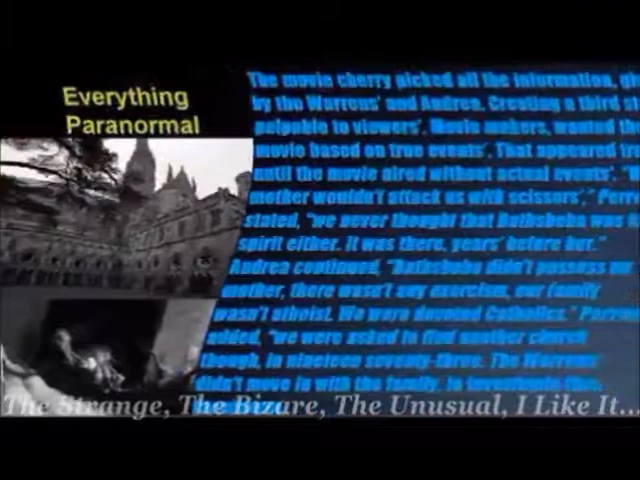 Everything
Paranormal
The movie cherry picked all the information, gi
by the Warrens' and Andrea. Creating a third s
palpable to viewers'. Movie makers, wanted the
movie based on true events'. That appeared tr
until the movie aired without actual events'. "
mother wouldn't attack us with scissors'," Perr
stated, "we never thought that Bathsheba was
spirit either. It was there, years' before her."
Andrea continued, "Bathsheba didn't possess
mother, there wasn't any exorcism, our family
wasn't atheist. We were devoted Catholics."
added, "we were asked to find another church
though, in nineteen seventy-three. The Warrens'
didn't move in with the family, to investigate
The Strange, The Bizare, The Unusual, I Like It...